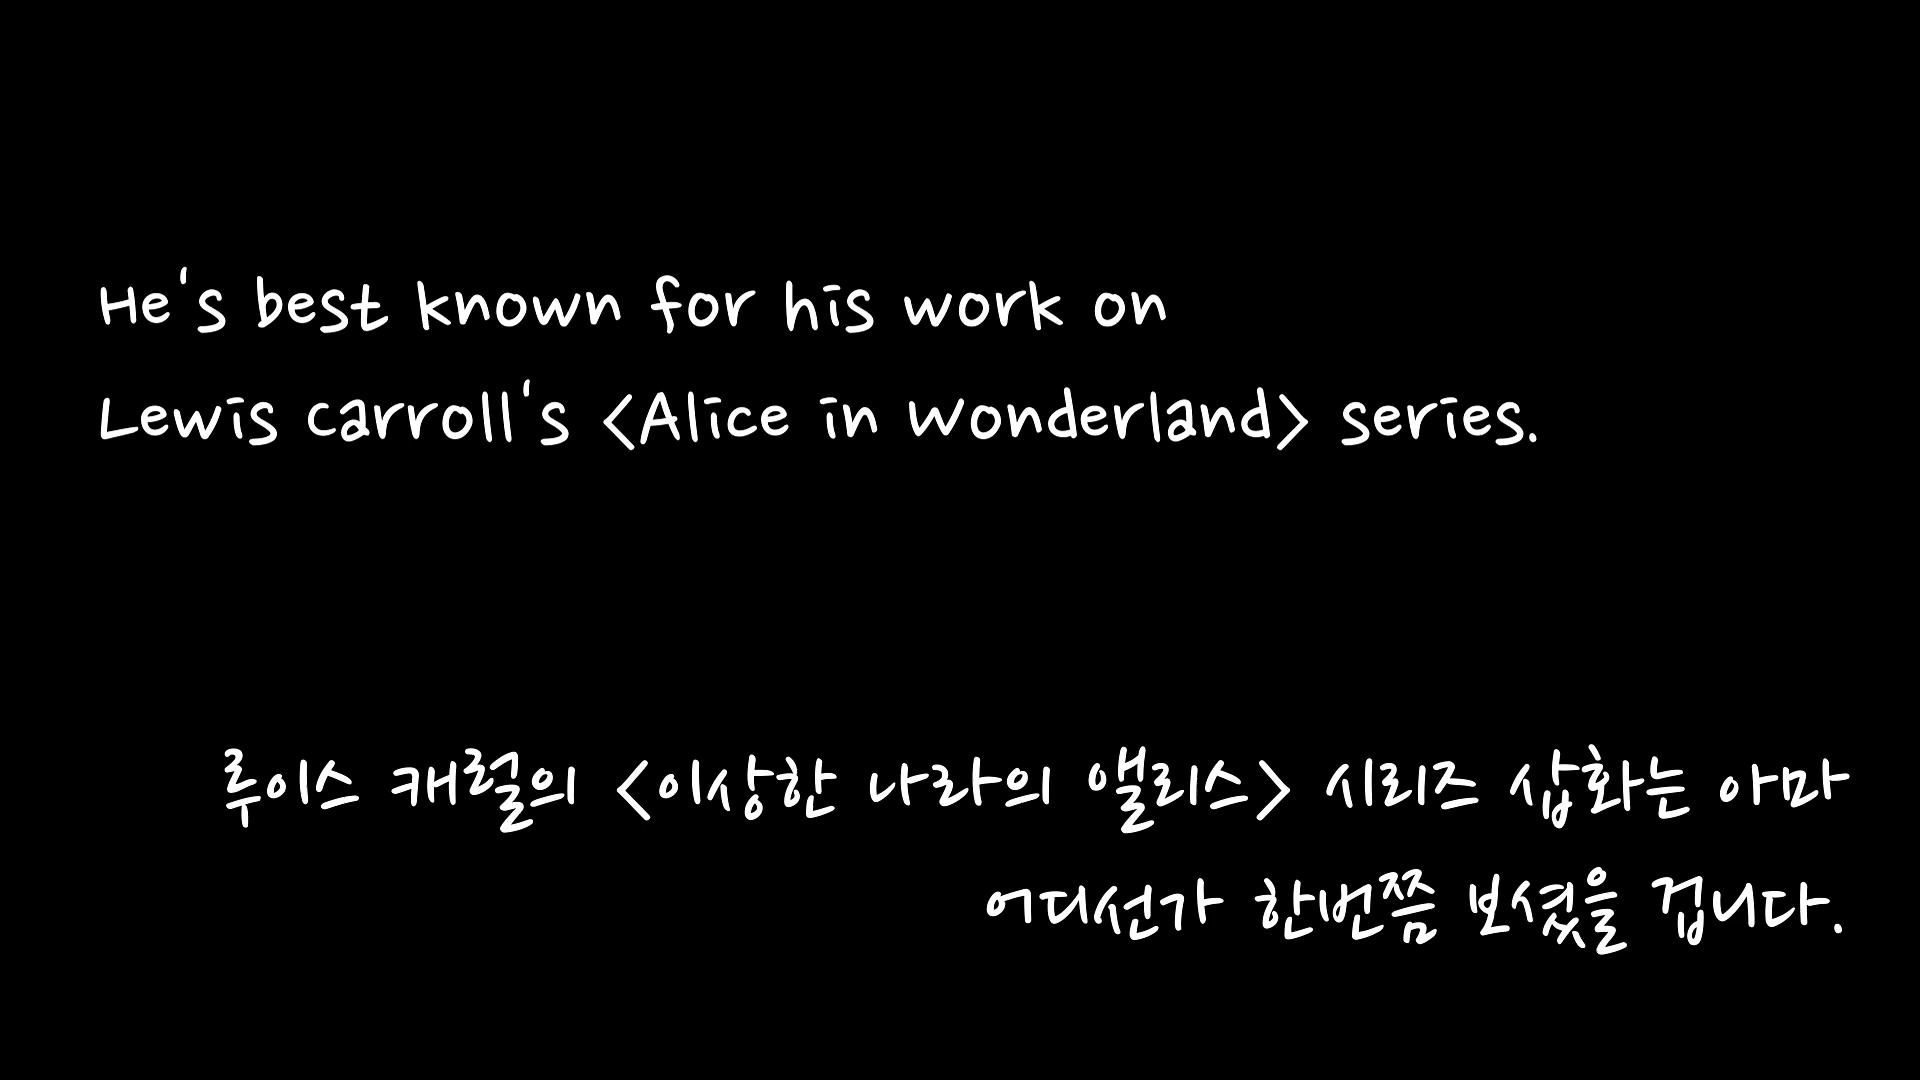 He's best known for his work on
Lewis carroll's <Alice in wonderland> series.
루이스 캐럴의 <이상한 나라의 앨리스> 시리즈 삽화는 아마
어디선가 한번쯤 보셨을 겁니다.